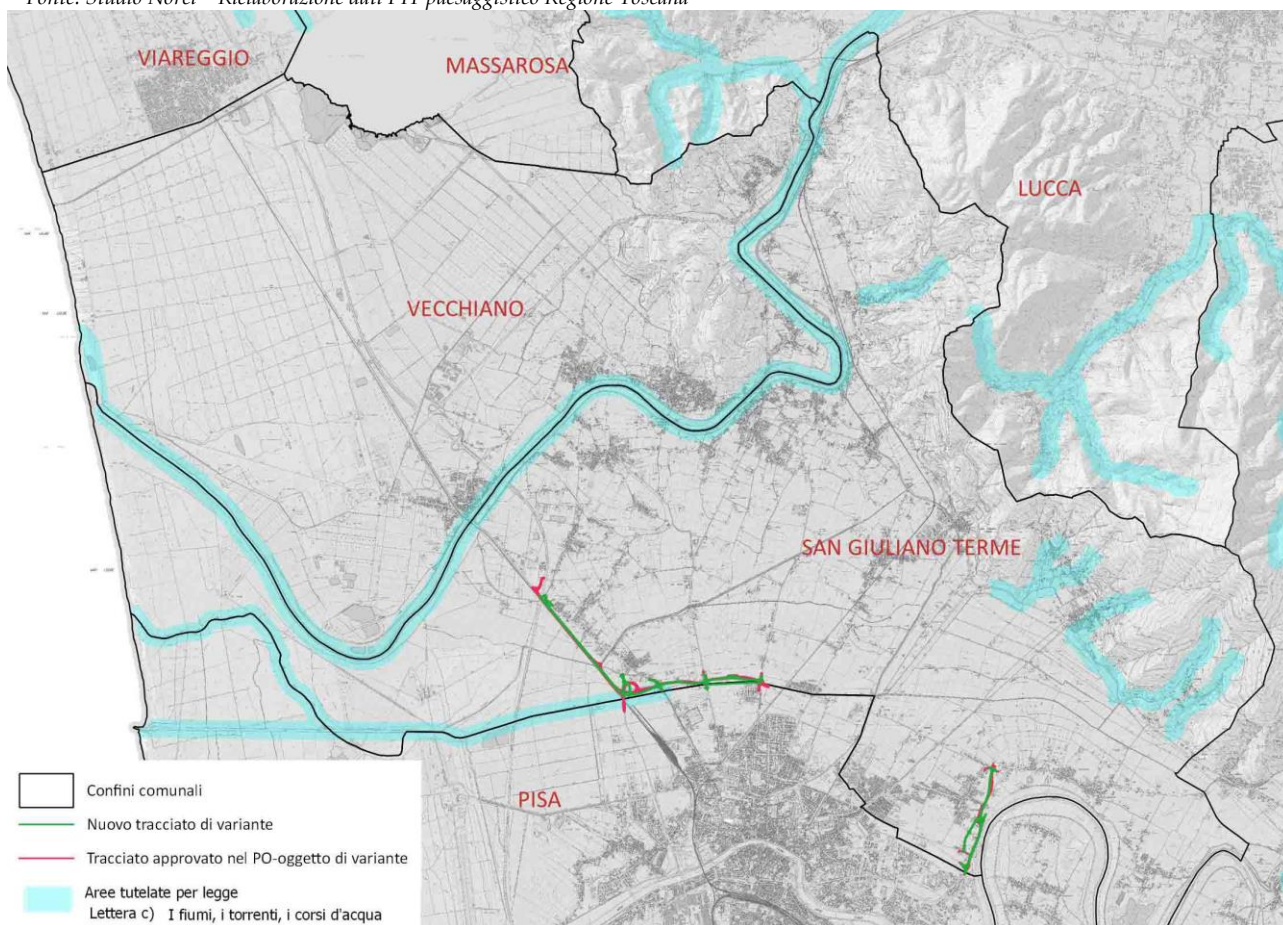 Fonte: Studio Norci – Rielaborazione dati PIT paesaggistico Regione Toscana
VIAREGGIO
MASSAROSA
LUCCA
VECCHIANO
SAN GIULIANO TERME
PISA
Confini comunali
Nuovo tracciato di variante
Tracciato approvato nel PO-oggetto di variante
Aree tutelate per legge
Lettera c) I fiumi, i torrenti, i corsi d'acqua